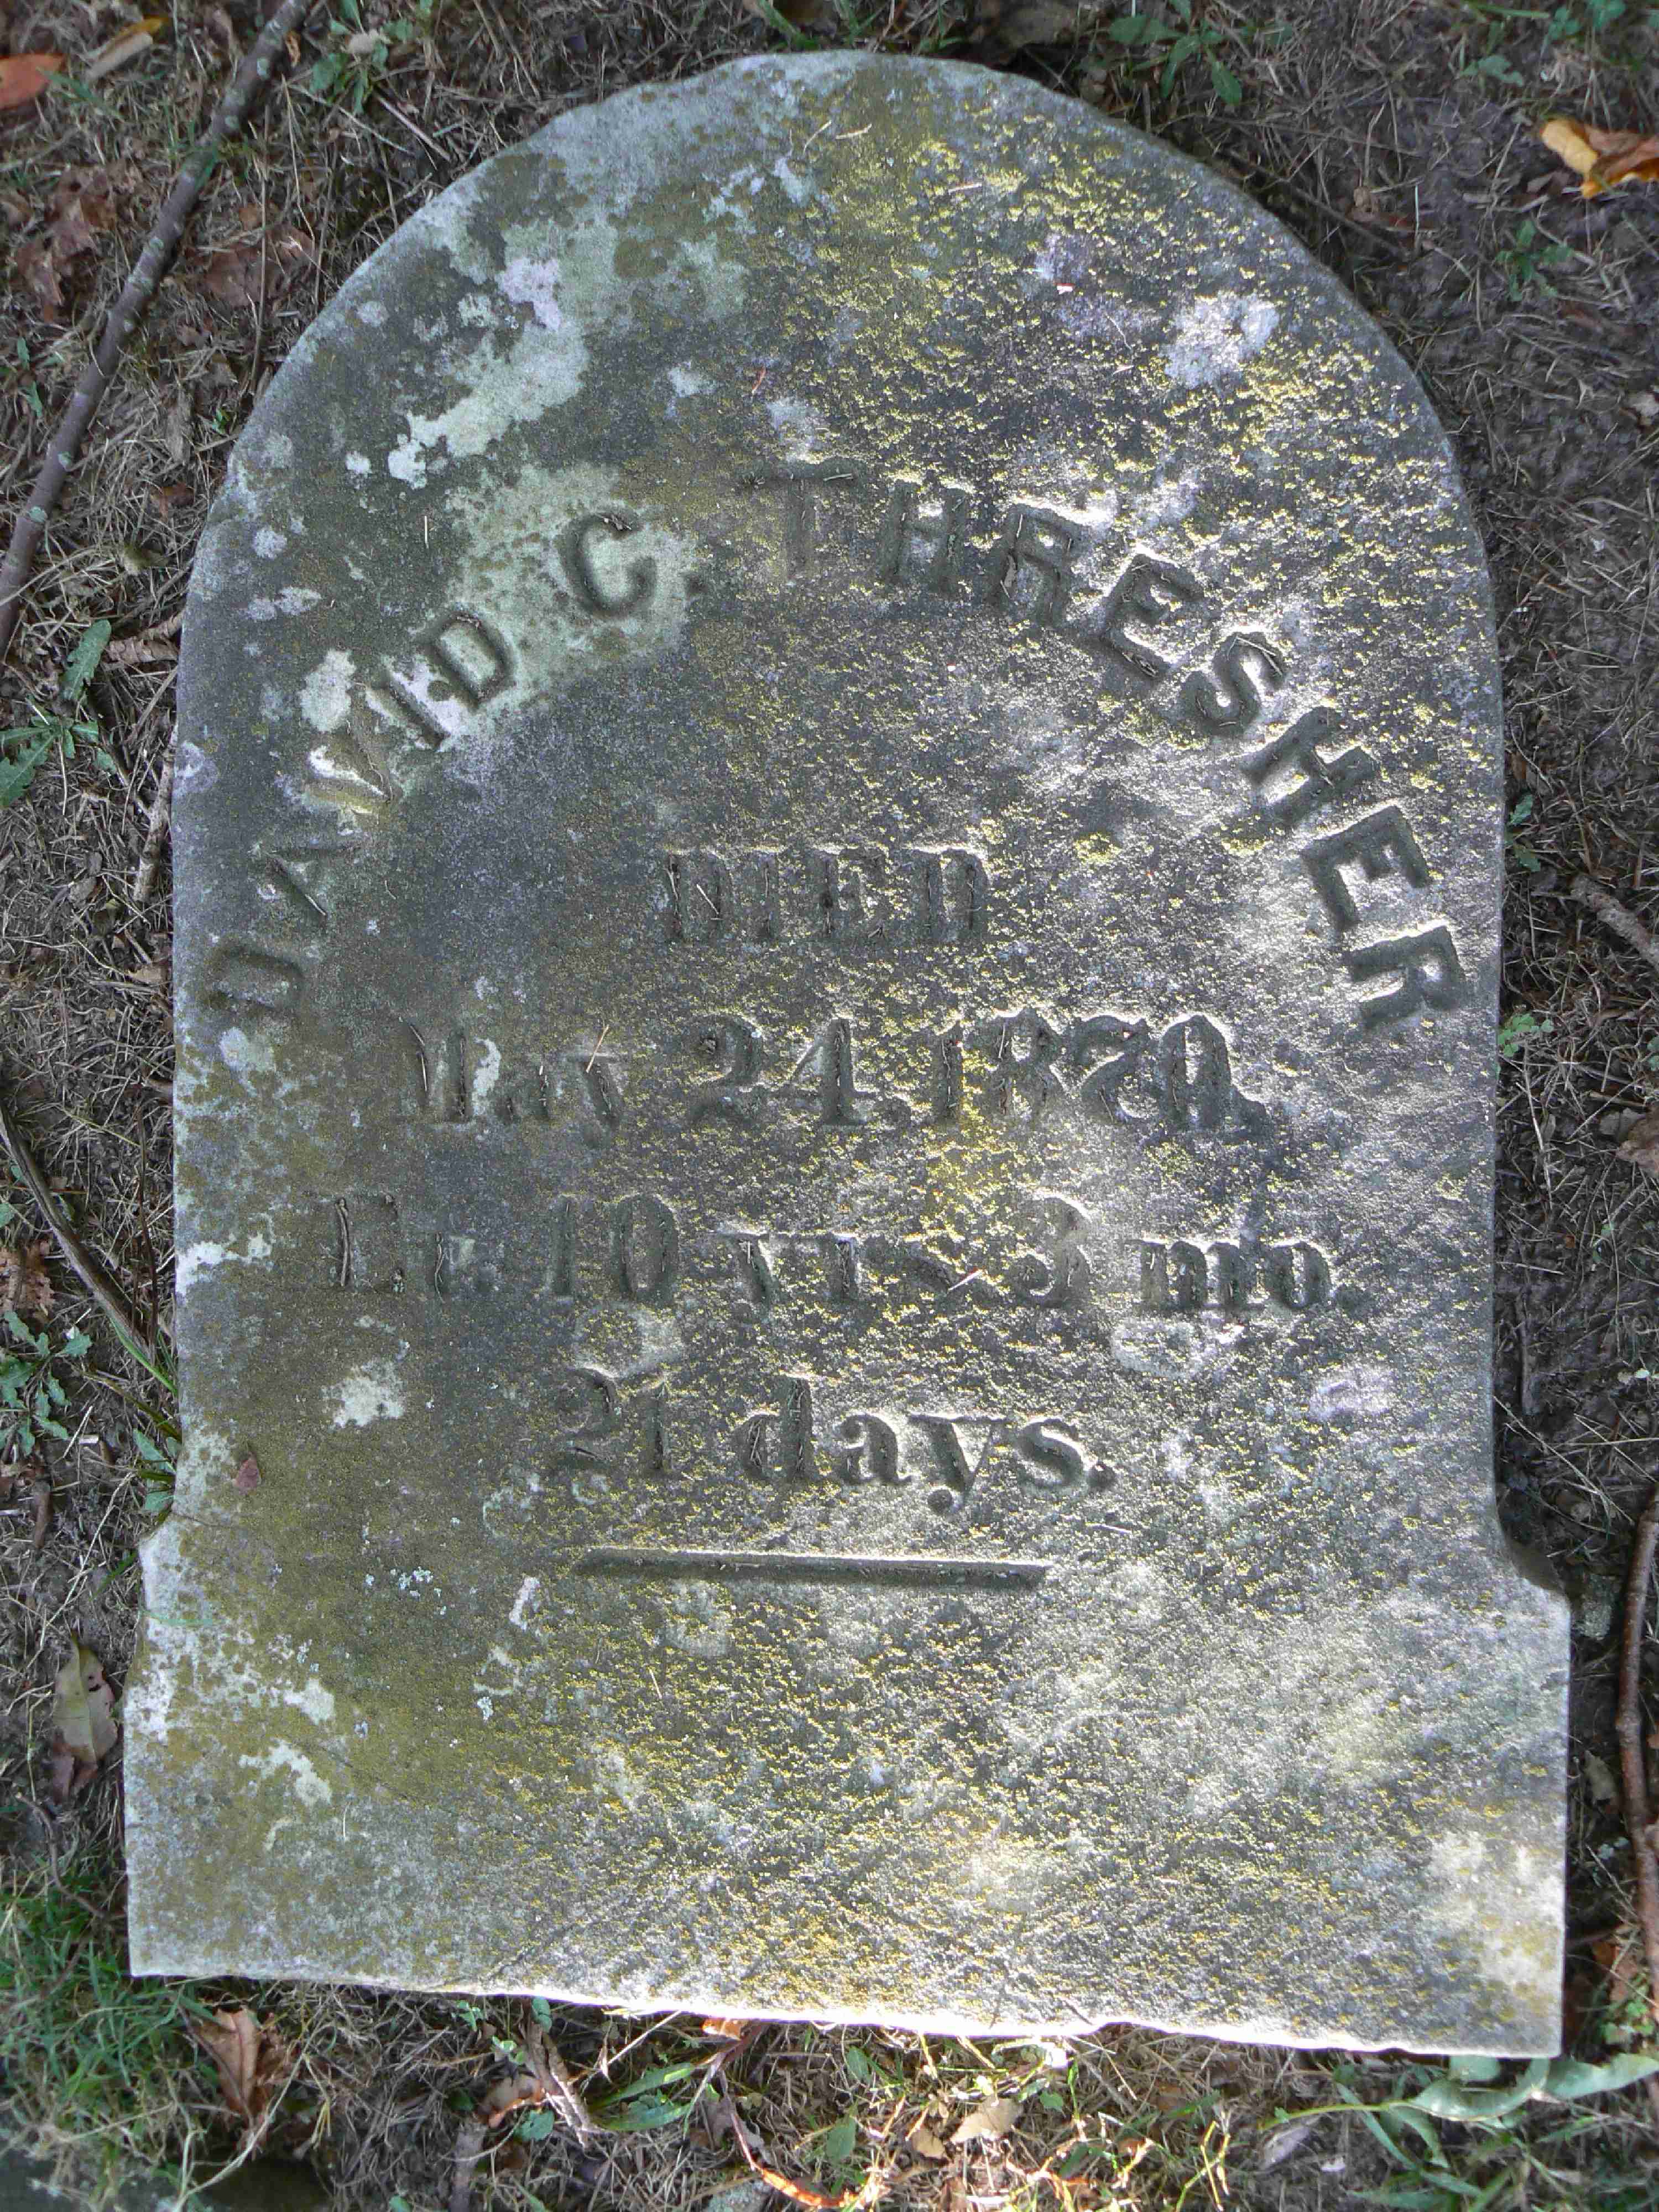 DAVID C. THRESHER
DIED
May 24, 1870.
Æ 10 yrs 3 mo.
21 days.